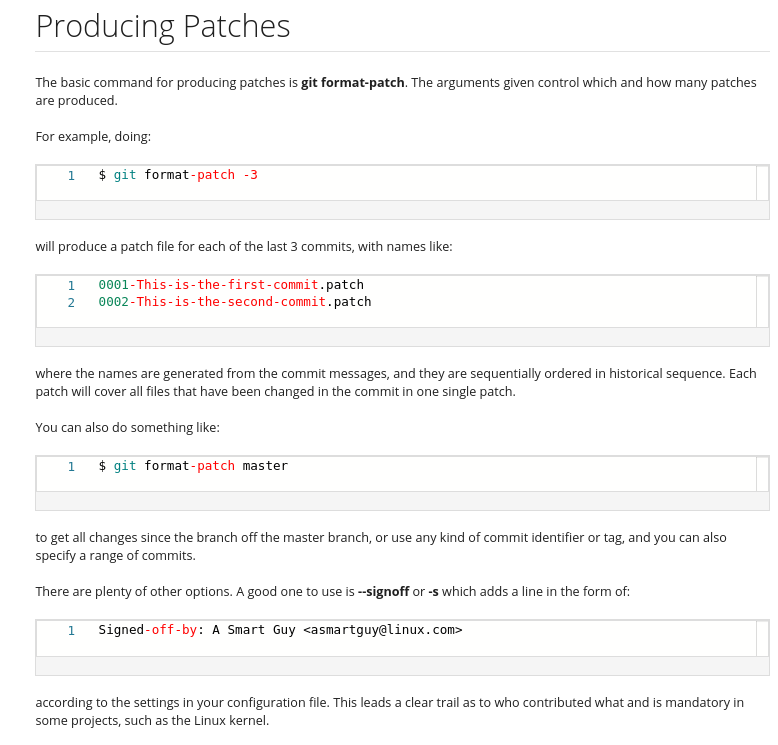 Producing Patches
The basic command for producing patches is git format-patch. The arguments given control which and how many patches
are produced.
For example, doing:
1 $ git format-patch -3
will produce a patch file for each of the last 3 commits, with names like:
1 0001-This-is-the-first-commit.patch
2 0002-This-is-the-second-commit.patch
where the names are generated from the commit messages, and they are sequentially ordered in historical sequence. Each
patch will cover all files that have been changed in the commit in one single patch.
You can also do something like:
1 $ git format-patch master
to get all changes since the branch off the master branch, or use any kind of commit identifier or tag, and you can also
specify a range of commits.
There are plenty of other options. A good one to use is --signoff or -s which adds a line in the form of:
1 Signed-off-by: A Smart Guy <asmartguy@linux.com>
according to the settings in your configuration file. This leads a clear trail as to who contributed what and is mandatory in
some projects, such as the Linux kernel.